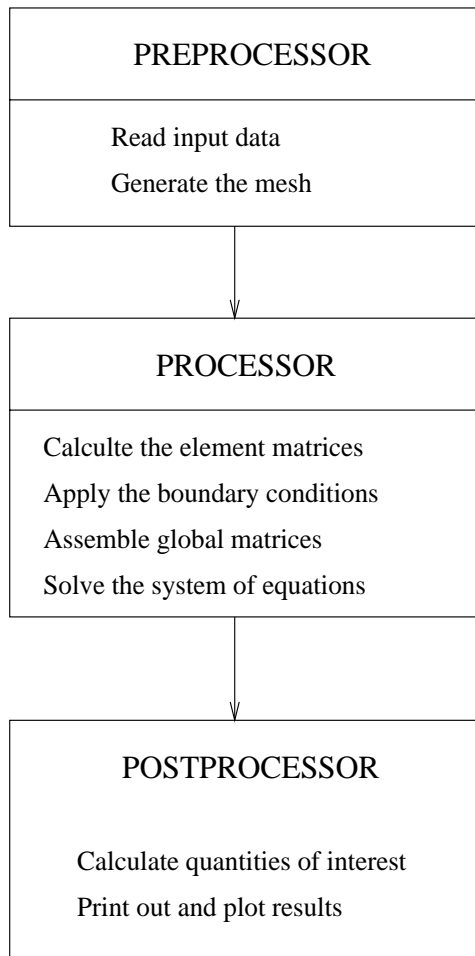 PREPROCESSOR
Read input data
Generate the mesh
PROCESSOR
Calculte the element matrices
Apply the boundary conditions
Assemble global matrices
Solve the system of equations
POSTPROCESSOR
Calculate quantities of interest
Print out and plot results